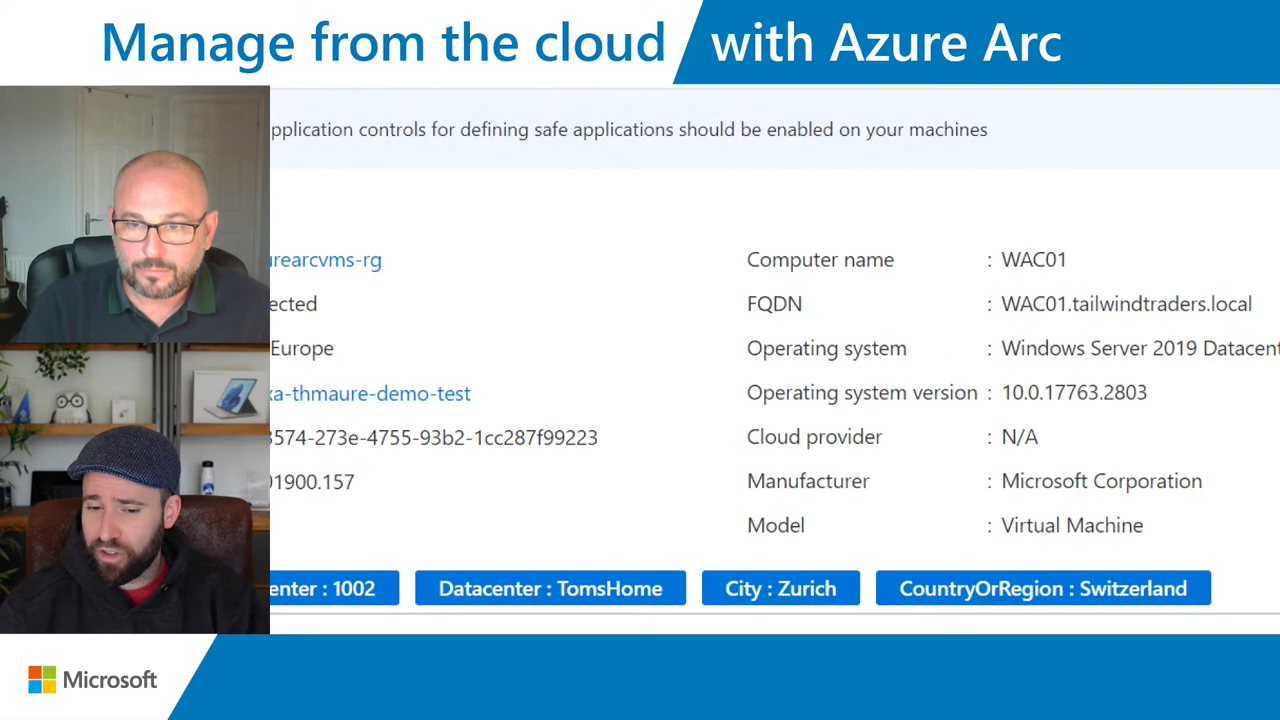 Manage from the cloud with Azure Arc
pplication controls for defining safe applications should be enabled on your machines
urearcvms-rg
Computer name : WAC01
ected
FQDN : WAC01.tailwindtraders.local
Europe
Operating system : Windows Server 2019 Datacent
xa-thmaure-demo-test
Operating system version : 10.0.17763.2803
3574-273e-4755-93b2-1cc287f99223
Cloud provider : N/A
01900.157
Manufacturer : Microsoft Corporation
Model : Virtual Machine
enter : 1002
Datacenter : TomsHome
City : Zurich
CountryOrRegion : Switzerland
Microsoft